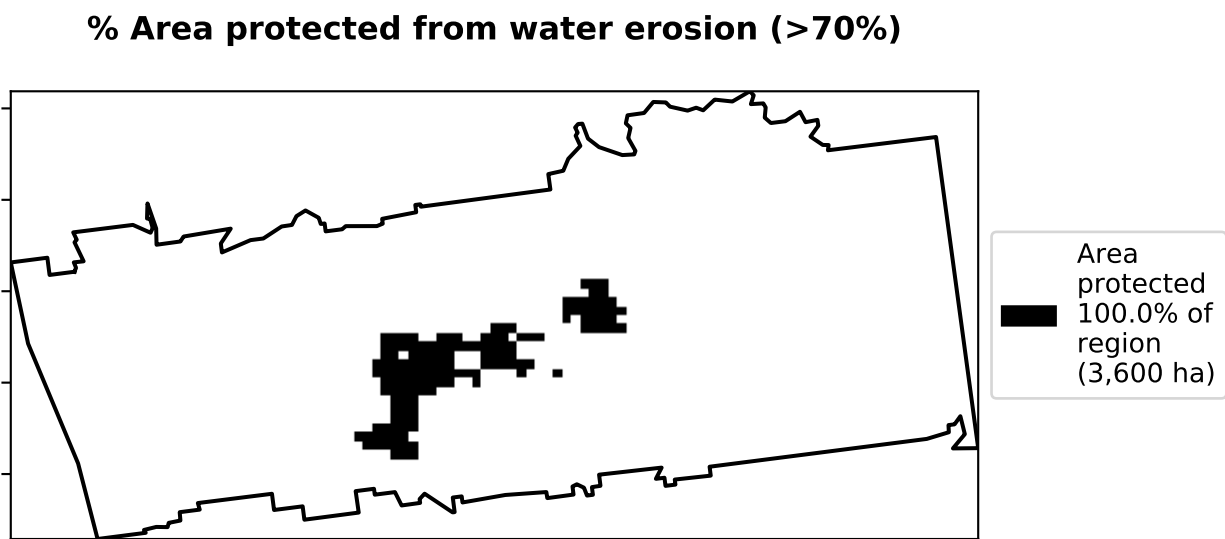 % Area protected from water erosion (>70%)
Area
protected
100.0% of
region
(3,600 ha)